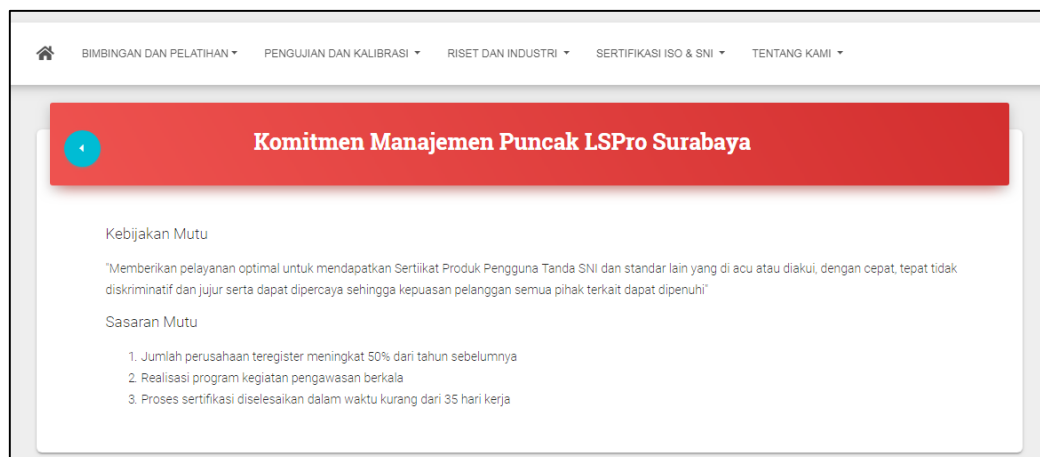 BIMBINGAN DAN PELATIHAN PENGUJIAN DAN KALIBRASI RISET DAN INDUSTRI SERTIFIKASI ISO & SNI TENTANG KAMI
Komitmen Manajemen Puncak LSPro Surabaya
Kebijakan Mutu
"Memberikan pelayanan optimal untuk mendapatkan Sertiikat Produk Pengguna Tanda SNI dan standar lain yang di acu atau diakui, dengan cepat, tepat tidak
diskriminatif dan jujur serta dapat dipercaya sehingga kepuasan pelanggan semua pihak terkait dapat dipenuhi"
Sasaran Mutu
1. Jumlah perusahaan teregister meningkat 50% dari tahun sebelumnya
2. Realisasi program kegiatan pengawasan berkala
3. Proses sertifikasi diselesaikan dalam waktu kurang dari 35 hari kerja